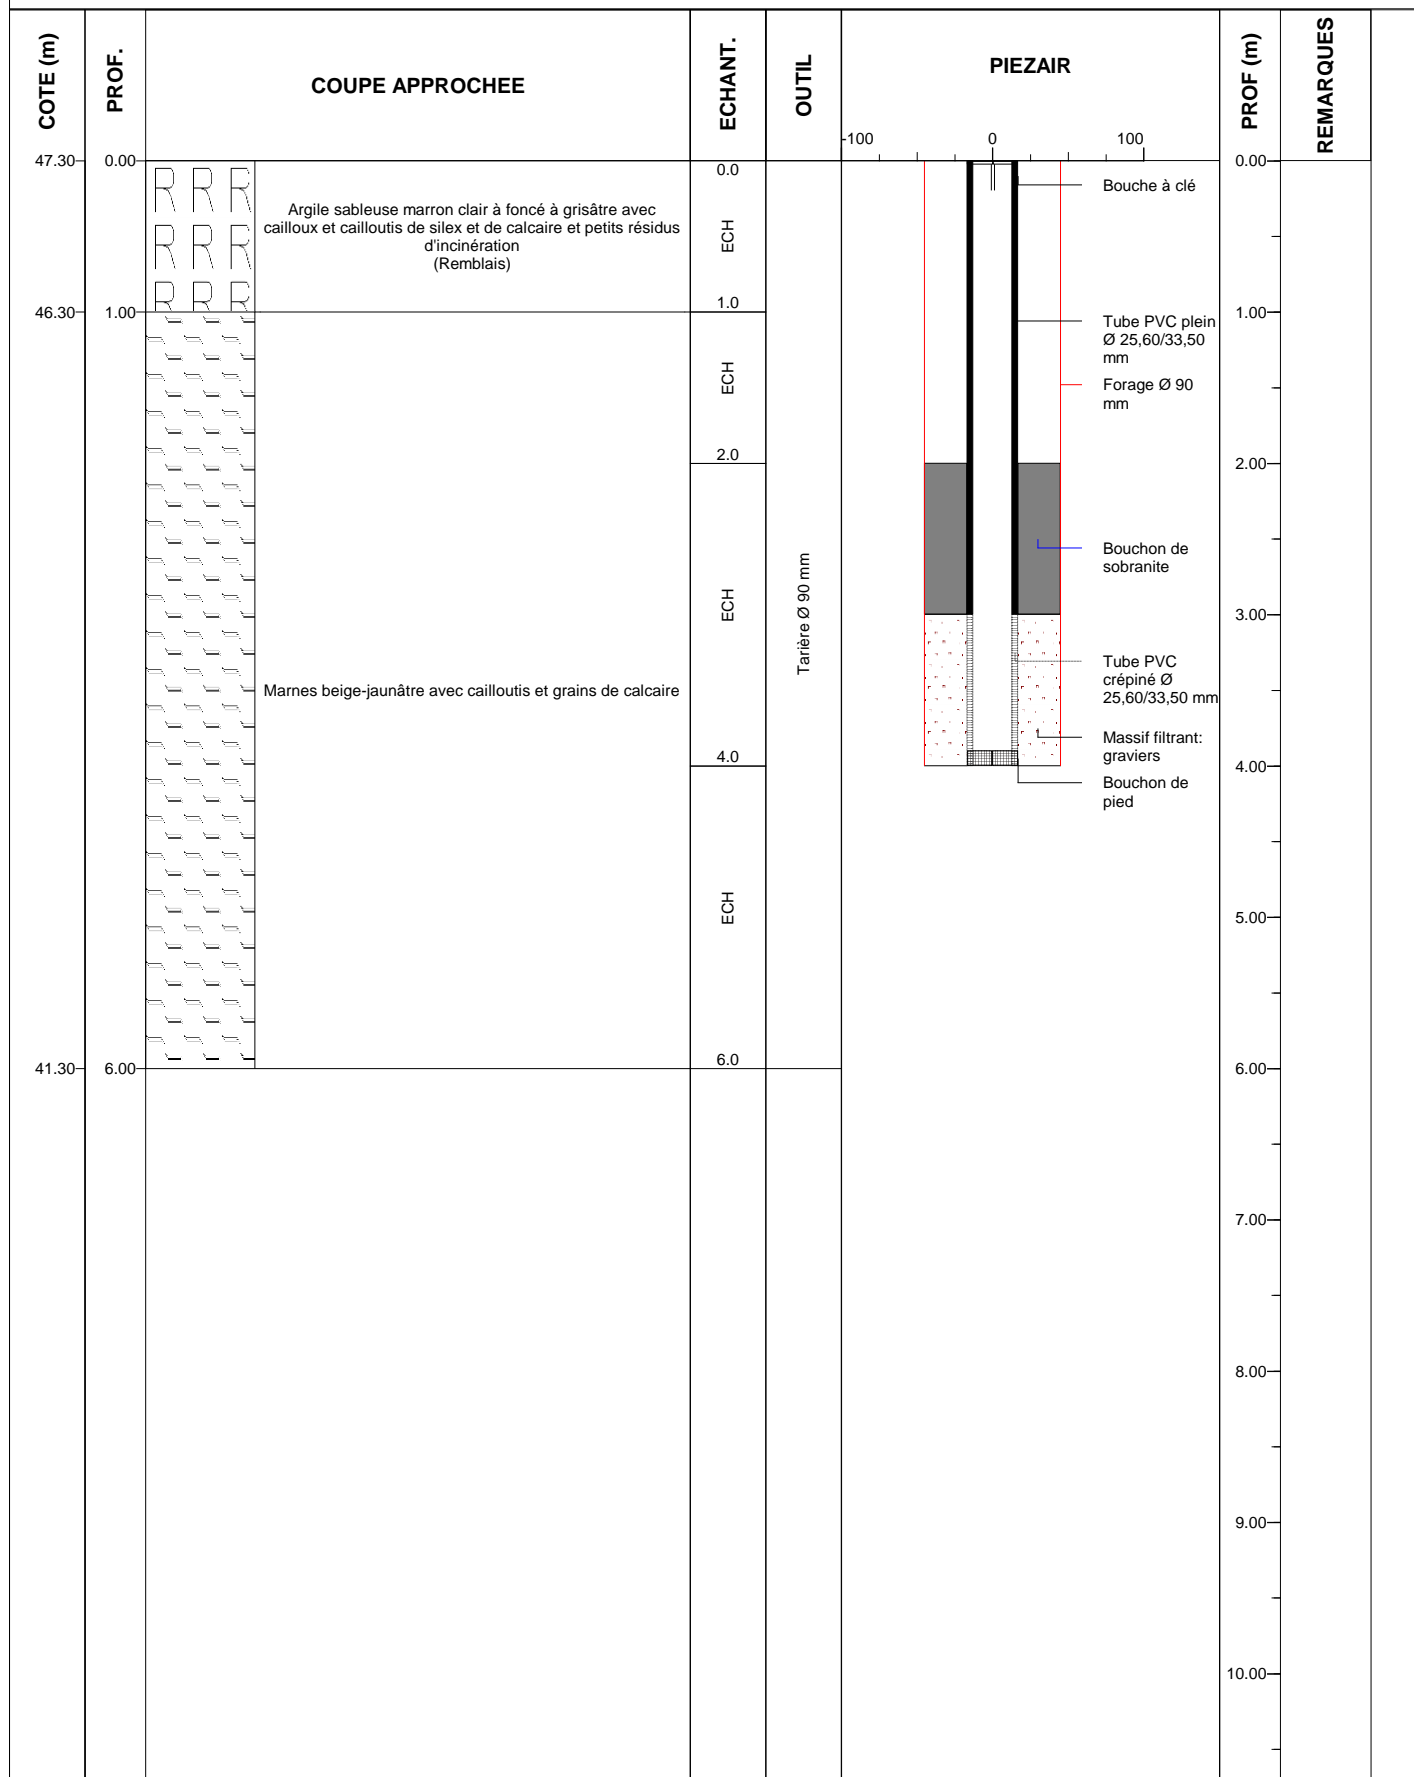 COTE (m)
PROF.
COUPE APPROCHEE
ECHANT.
OUTIL
PIEZAIR
PROF (m)
REMARQUES
-100
0
100
47.30
0.00
0.0
0.00
Bouche à clé
Argile sableuse marron clair à foncé à grisâtre avec
cailloux et cailloutis de silex et de calcaire et petits résidus
d'incinération
(Remblais)
R R R
R R R
R R R
ECH
46.30
1.00
1.0
1.00
Tube PVC plein
Ø 25,60/33,50
mm
ECH
Forage Ø 90
mm
2.0
2.00
Bouchon de
sobranite
ECH
Tarière Ø 90 mm
3.00
Tube PVC
crépiné Ø
25,60/33,50 mm
Marnes beige-jaunâtre avec cailloutis et grains de calcaire
Massif filtrant:
graviers
4.0
4.00
Bouchon de
pied
ECH
5.00
41.30
6.00
6.0
6.00
7.00
8.00
9.00
10.00